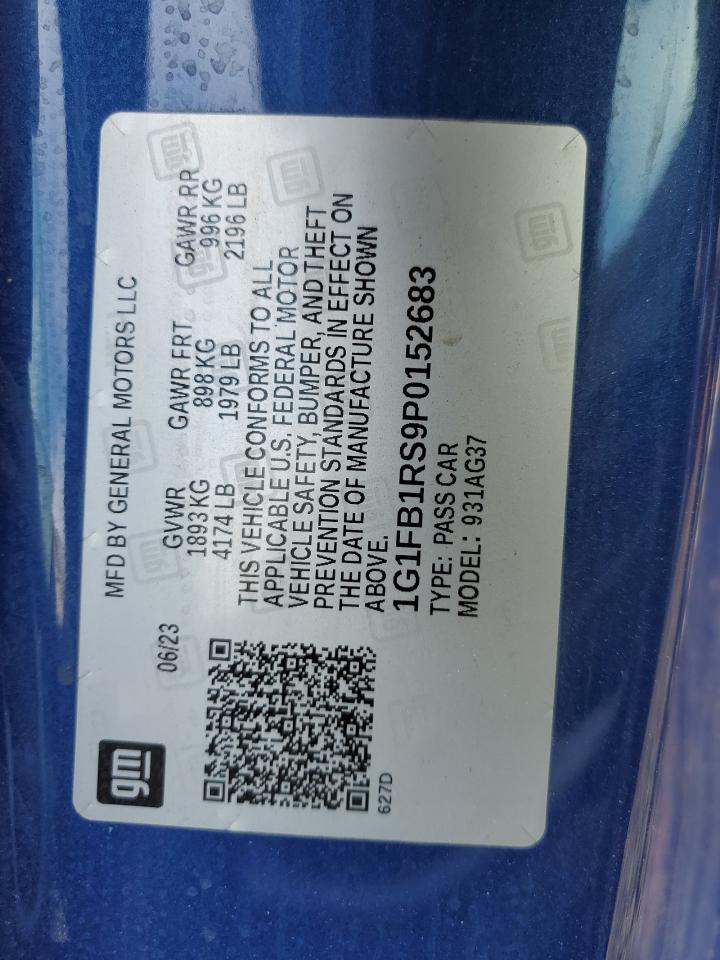 gm
MFD BY GENERAL MOTORS LLC
06/23
GVWR GAWR FRT GAWR RR
1893 KG 898 KG 996 KG
4174 LB 1979 LB 2196 LB
THIS VEHICLE CONFORMS TO ALL
APPLICABLE U.S. FEDERAL MOTOR
VEHICLE SAFETY, BUMPER, AND THEFT
PREVENTION STANDARDS IN EFFECT ON
THE DATE OF MANUFACTURE SHOWN
ABOVE.
1G1FB1RS9P0152683
TYPE: PASS CAR
MODEL: 931AG37
627D